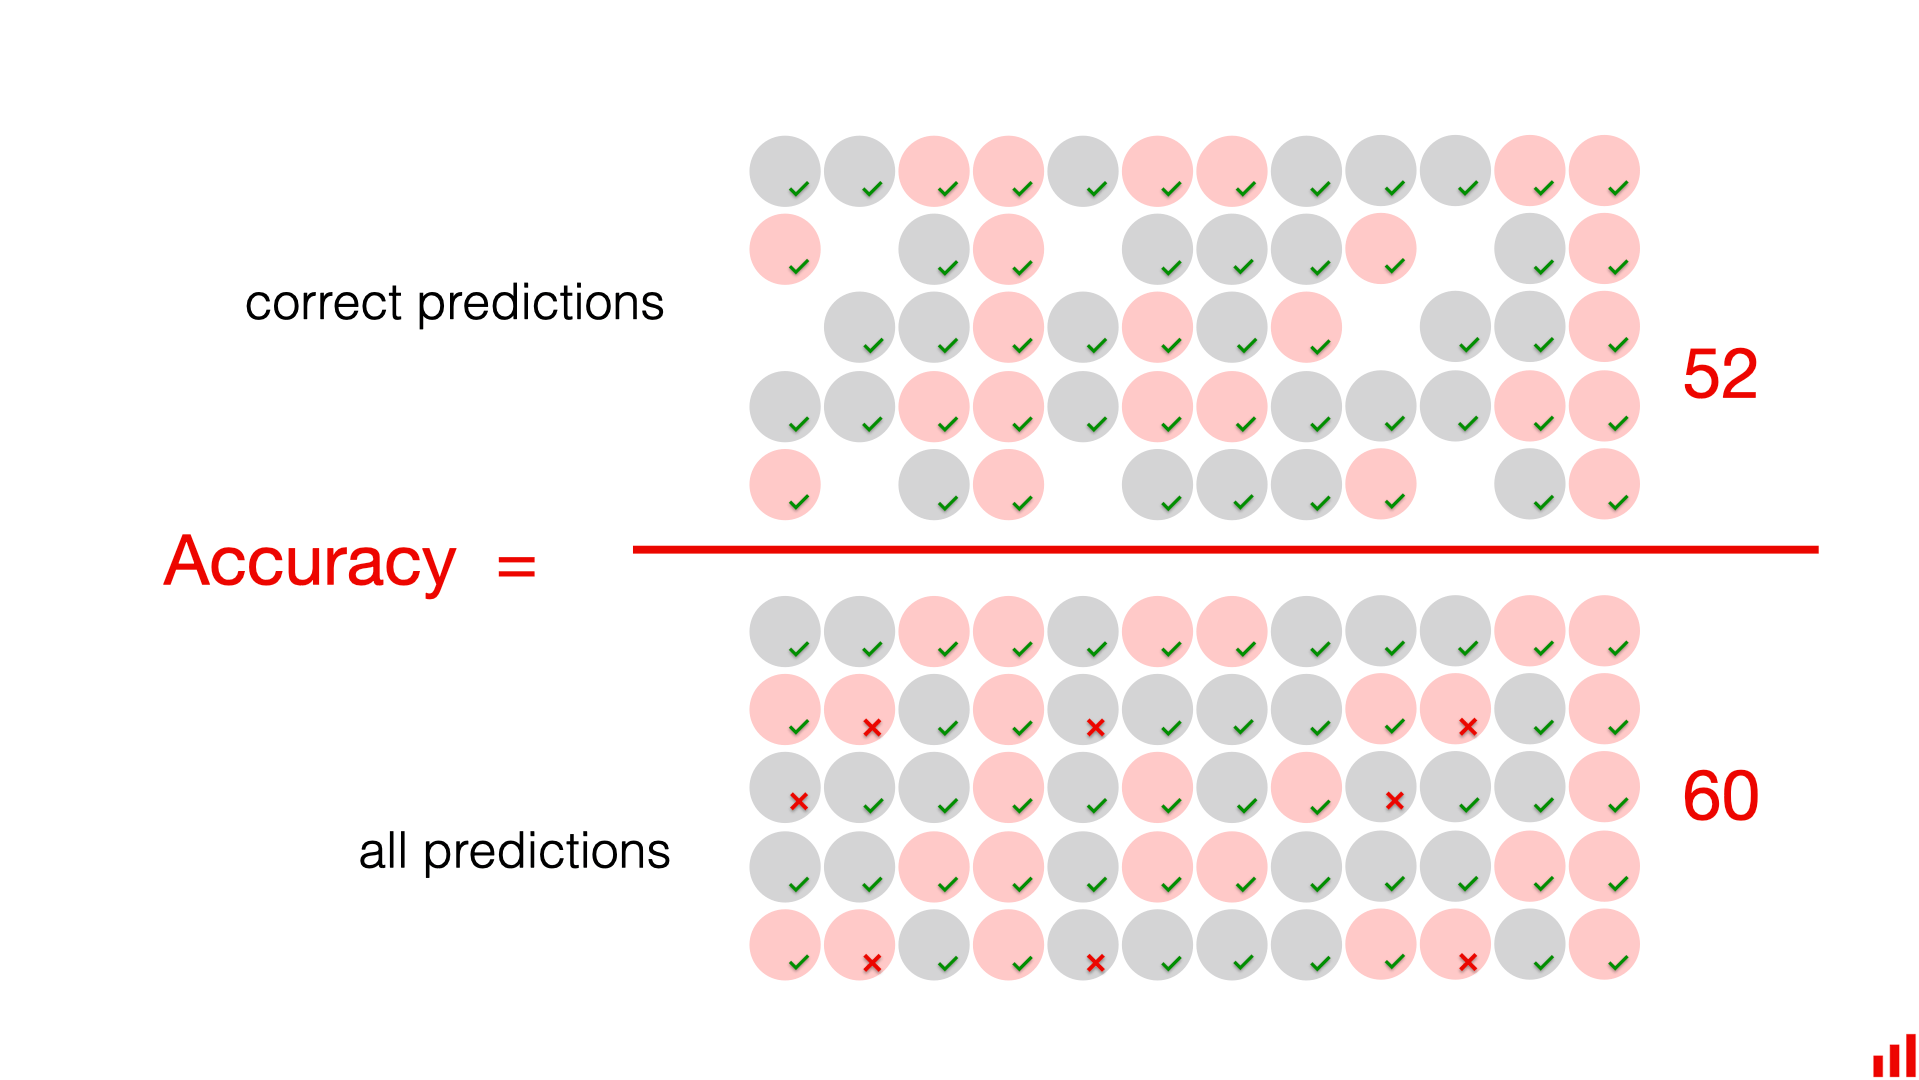 correct predictions
52
Accuracy =
all predictions
60